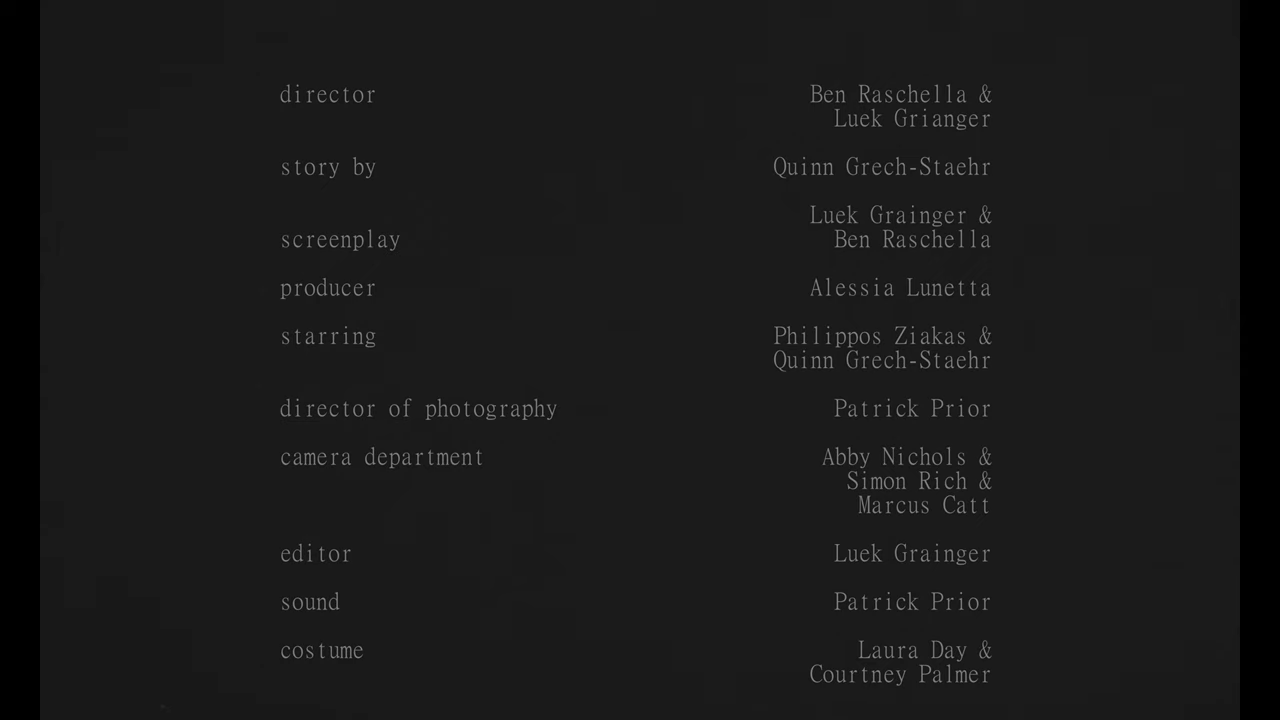 director Ben Raschella &
Luek Grianger
story by Quinn Grech-Staehr
Luek Grainger &
screenplay Ben Raschella
producer Alessia Lunetta
starring Philippos Ziakas &
Quinn Grech-Staehr
director of photography Patrick Prior
camera department Abby Nichols &
Simon Rich &
Marcus Catt
editor Luek Grainger
sound Patrick Prior
costume Laura Day &
Courtney Palmer